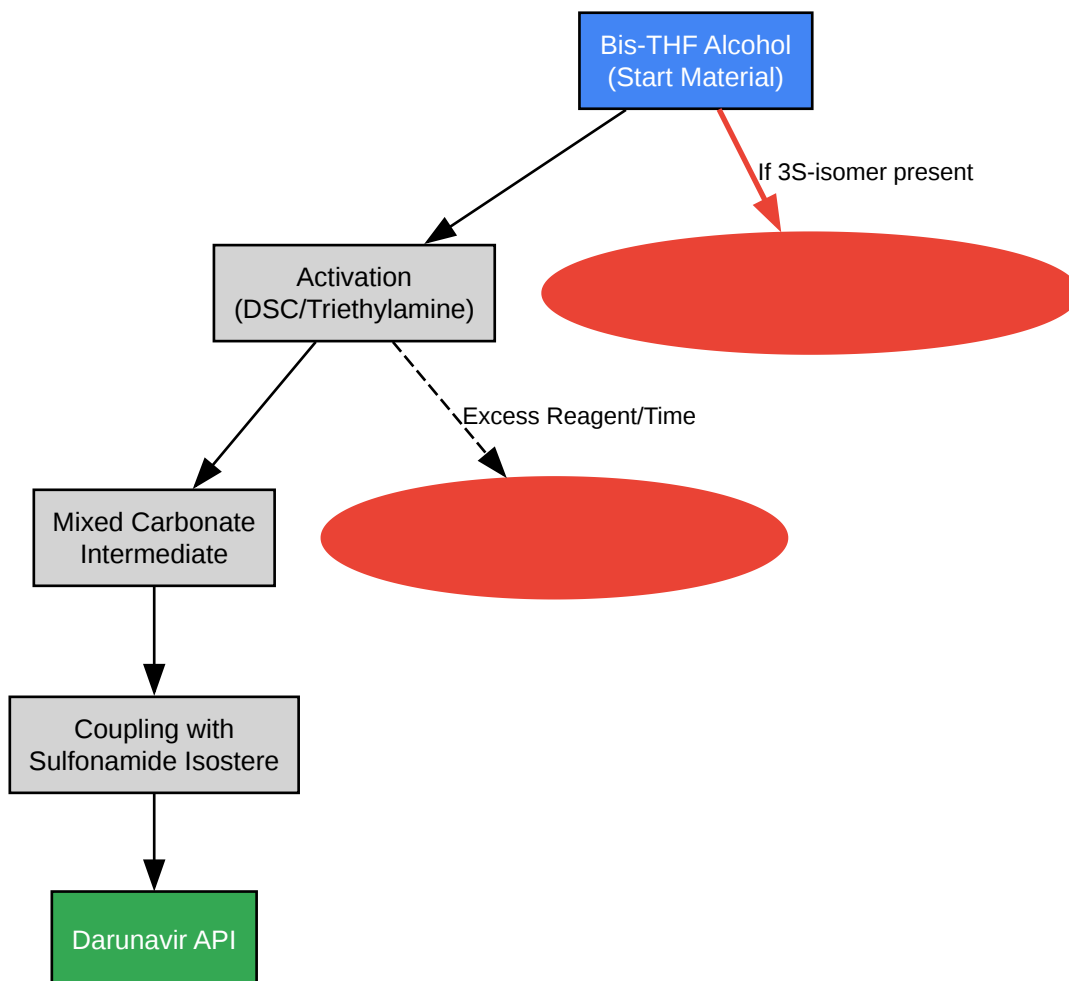 Bis-THF Alcohol
(Start Material)
If 3S-isomer present
Activation
(DSC/Triethylamine)
Excess Reagent/Time
Mixed Carbonate
Intermediate
Coupling with
Sulfonamide Isostere
Darunavir API